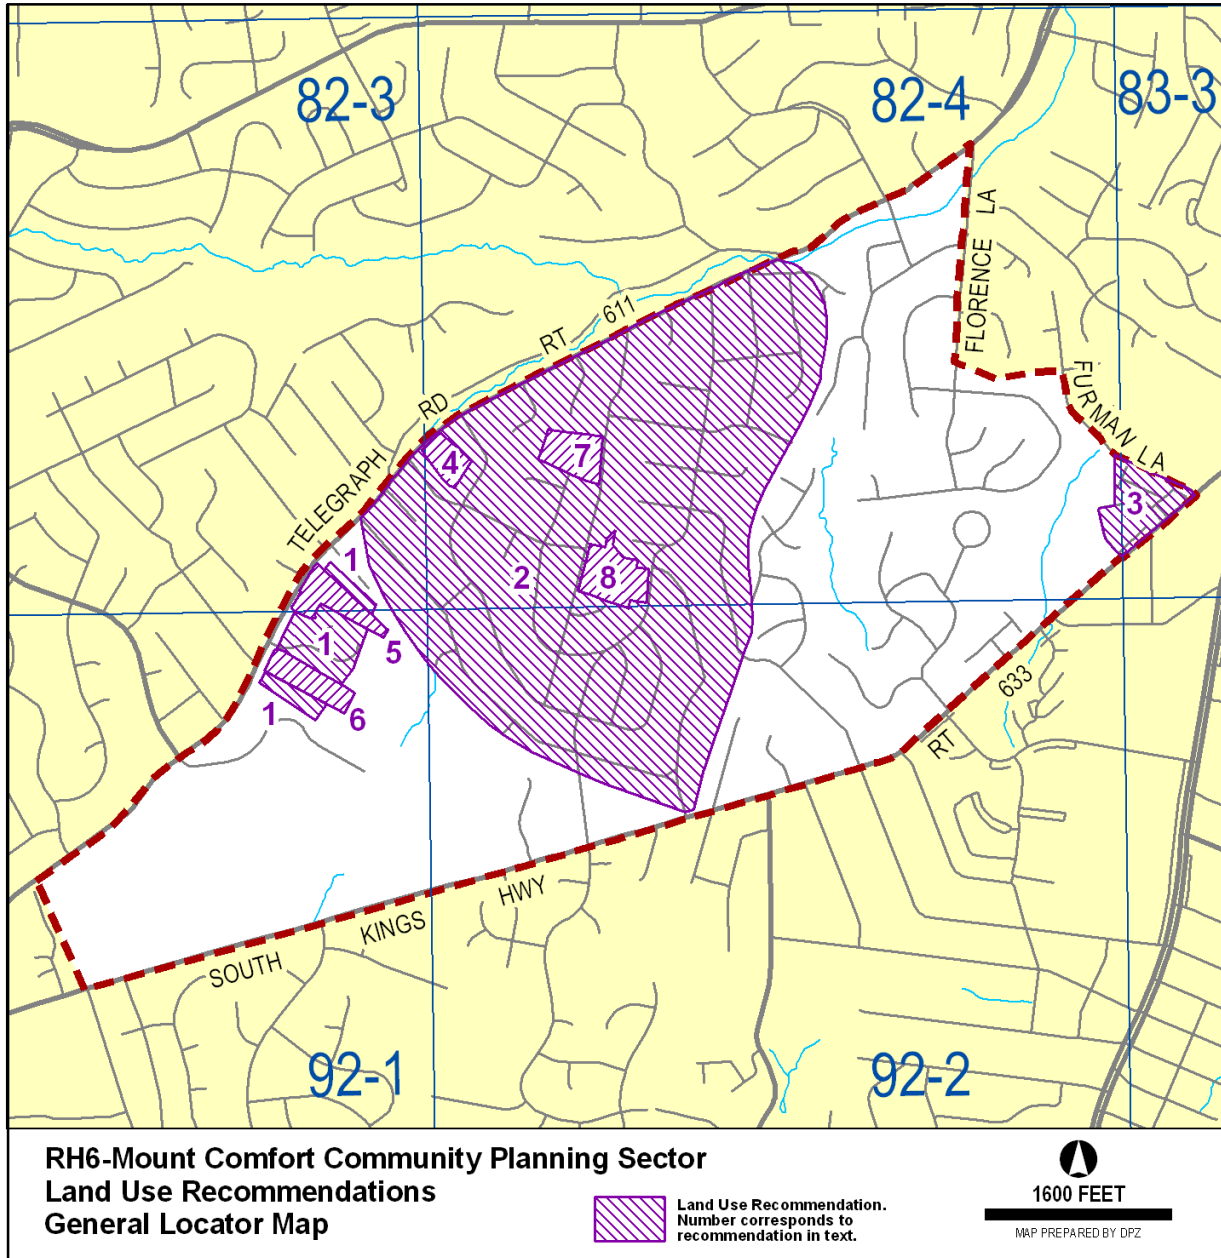 82-3
82-4
83-3
FLORENCE LA
RT 611
FURMAN LA
TELEGRAPH RD
4
7
3
1
2
8
1
5
1
6
RT 633
SOUTH KINGS HWY
92-1
92-2
RH6-Mount Comfort Community Planning Sector
Land Use Recommendations
General Locator Map
Land Use Recommendation.
Number corresponds to
recommendation in text.
1600 FEET
MAP PREPARED BY DPZ